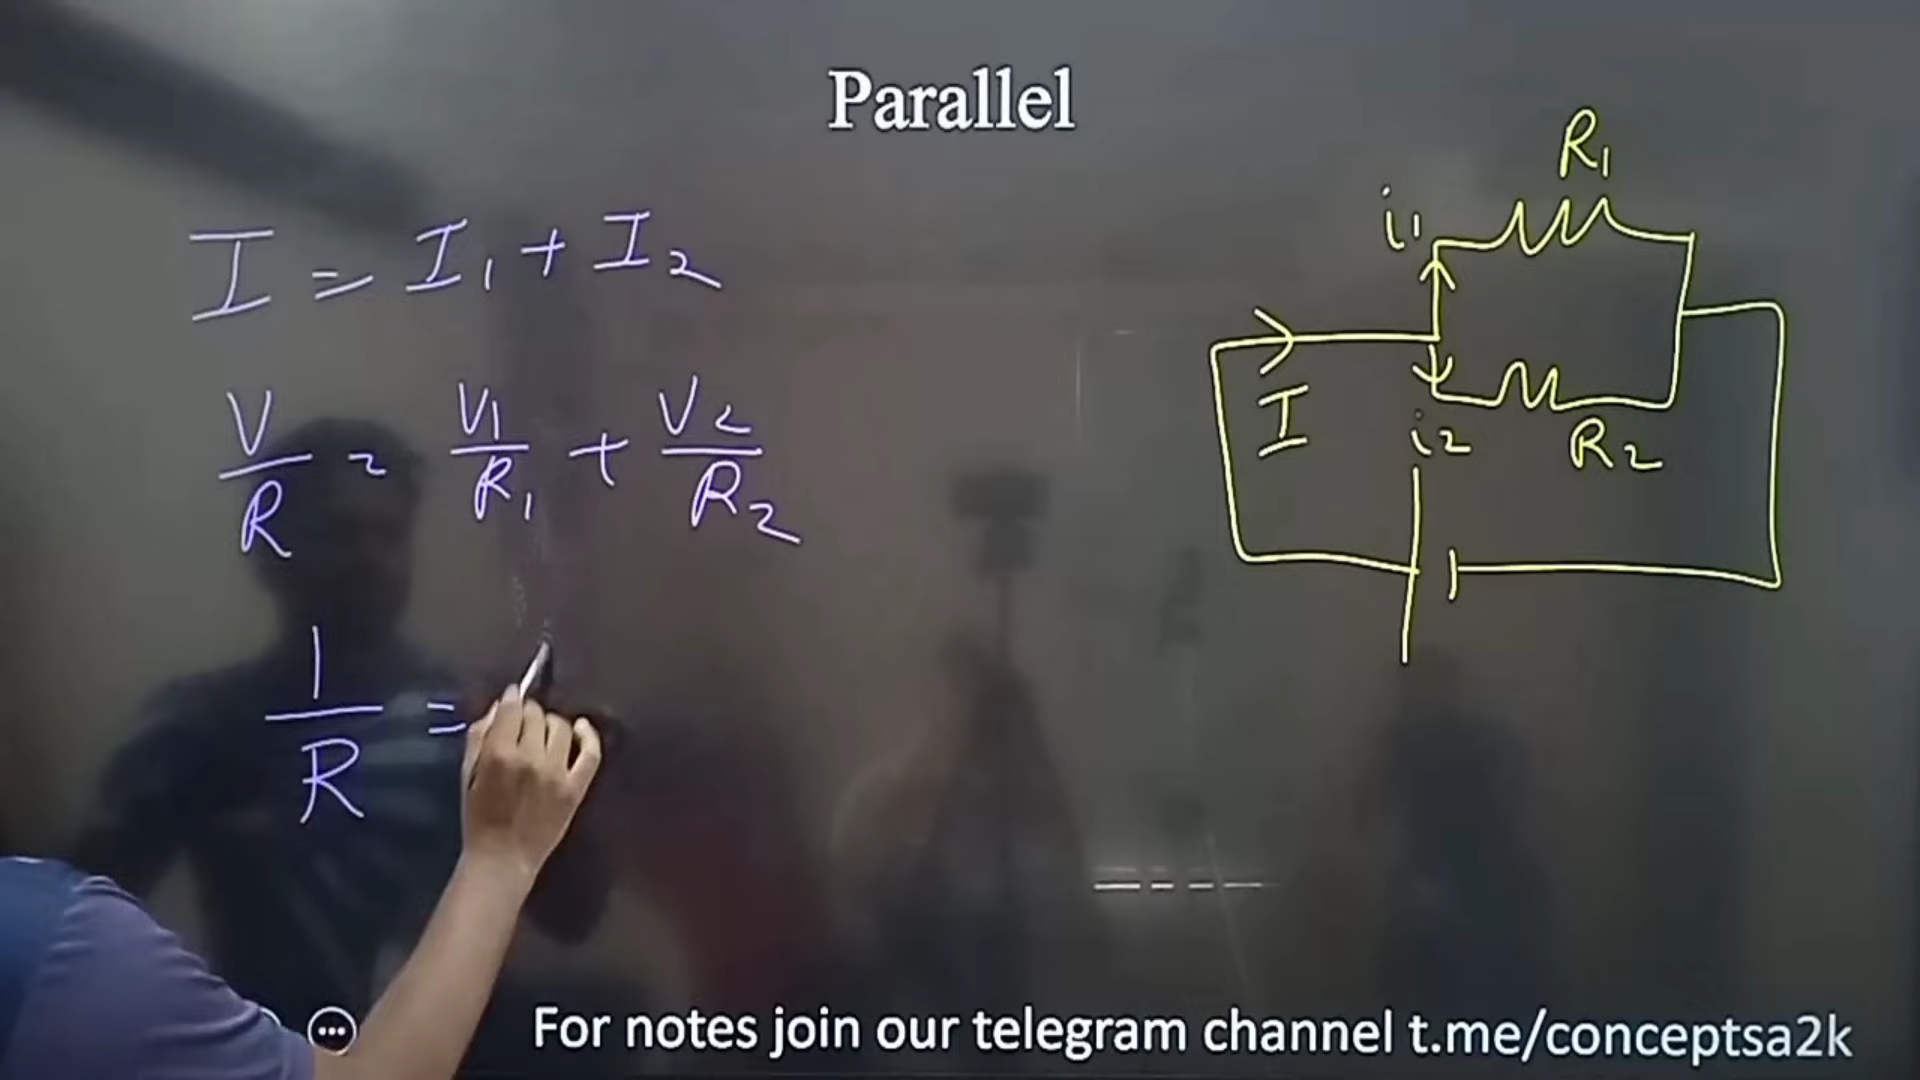 Parallel
I = I1 + I2
V/R = V1/R1 + V2/R2
1/R =
R1
i1
I
i2
R2
For notes join our telegram channel t.me/conceptsa2k